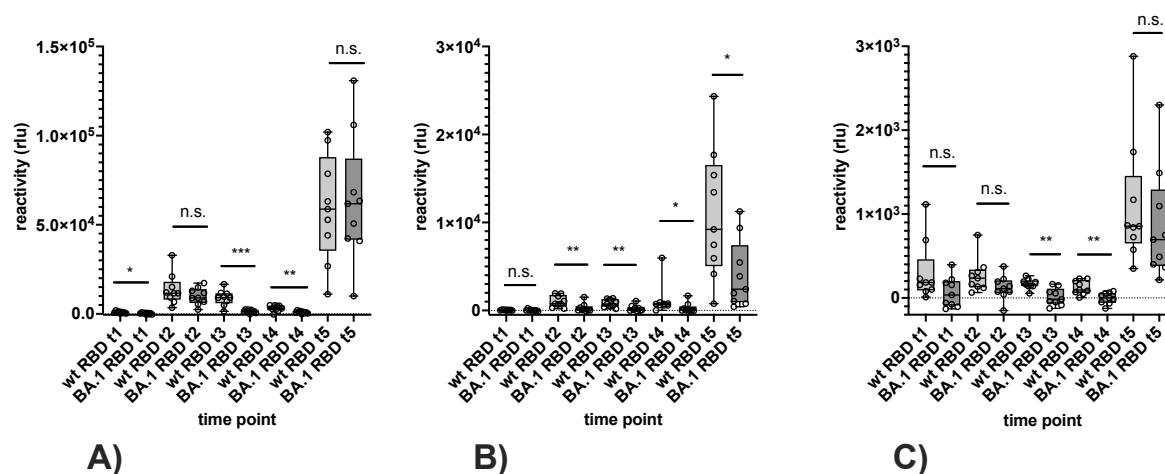 1.5×10⁵
1.0×10⁵
5.0×10⁴
0.0
reactivity (rlu)
n.s.
n.s.
*
***
**
wt RBD t1
BA.1 RBD t1
wt RBD t2
BA.1 RBD t2
wt RBD t3
BA.1 RBD t3
wt RBD t4
BA.1 RBD t4
wt RBD t5
BA.1 RBD t5
time point
A)
3×10⁴
2×10⁴
1×10⁴
0
reactivity (rlu)
n.s.
**
**
*
*
wt RBD t1
BA.1 RBD t1
wt RBD t2
BA.1 RBD t2
wt RBD t3
BA.1 RBD t3
wt RBD t4
BA.1 RBD t4
wt RBD t5
BA.1 RBD t5
time point
B)
3×10³
2×10³
1×10³
0
reactivity (rlu)
n.s.
n.s.
n.s.
**
**
wt RBD t1
BA.1 RBD t1
wt RBD t2
BA.1 RBD t2
wt RBD t3
BA.1 RBD t3
wt RBD t4
BA.1 RBD t4
wt RBD t5
BA.1 RBD t5
time point
C)